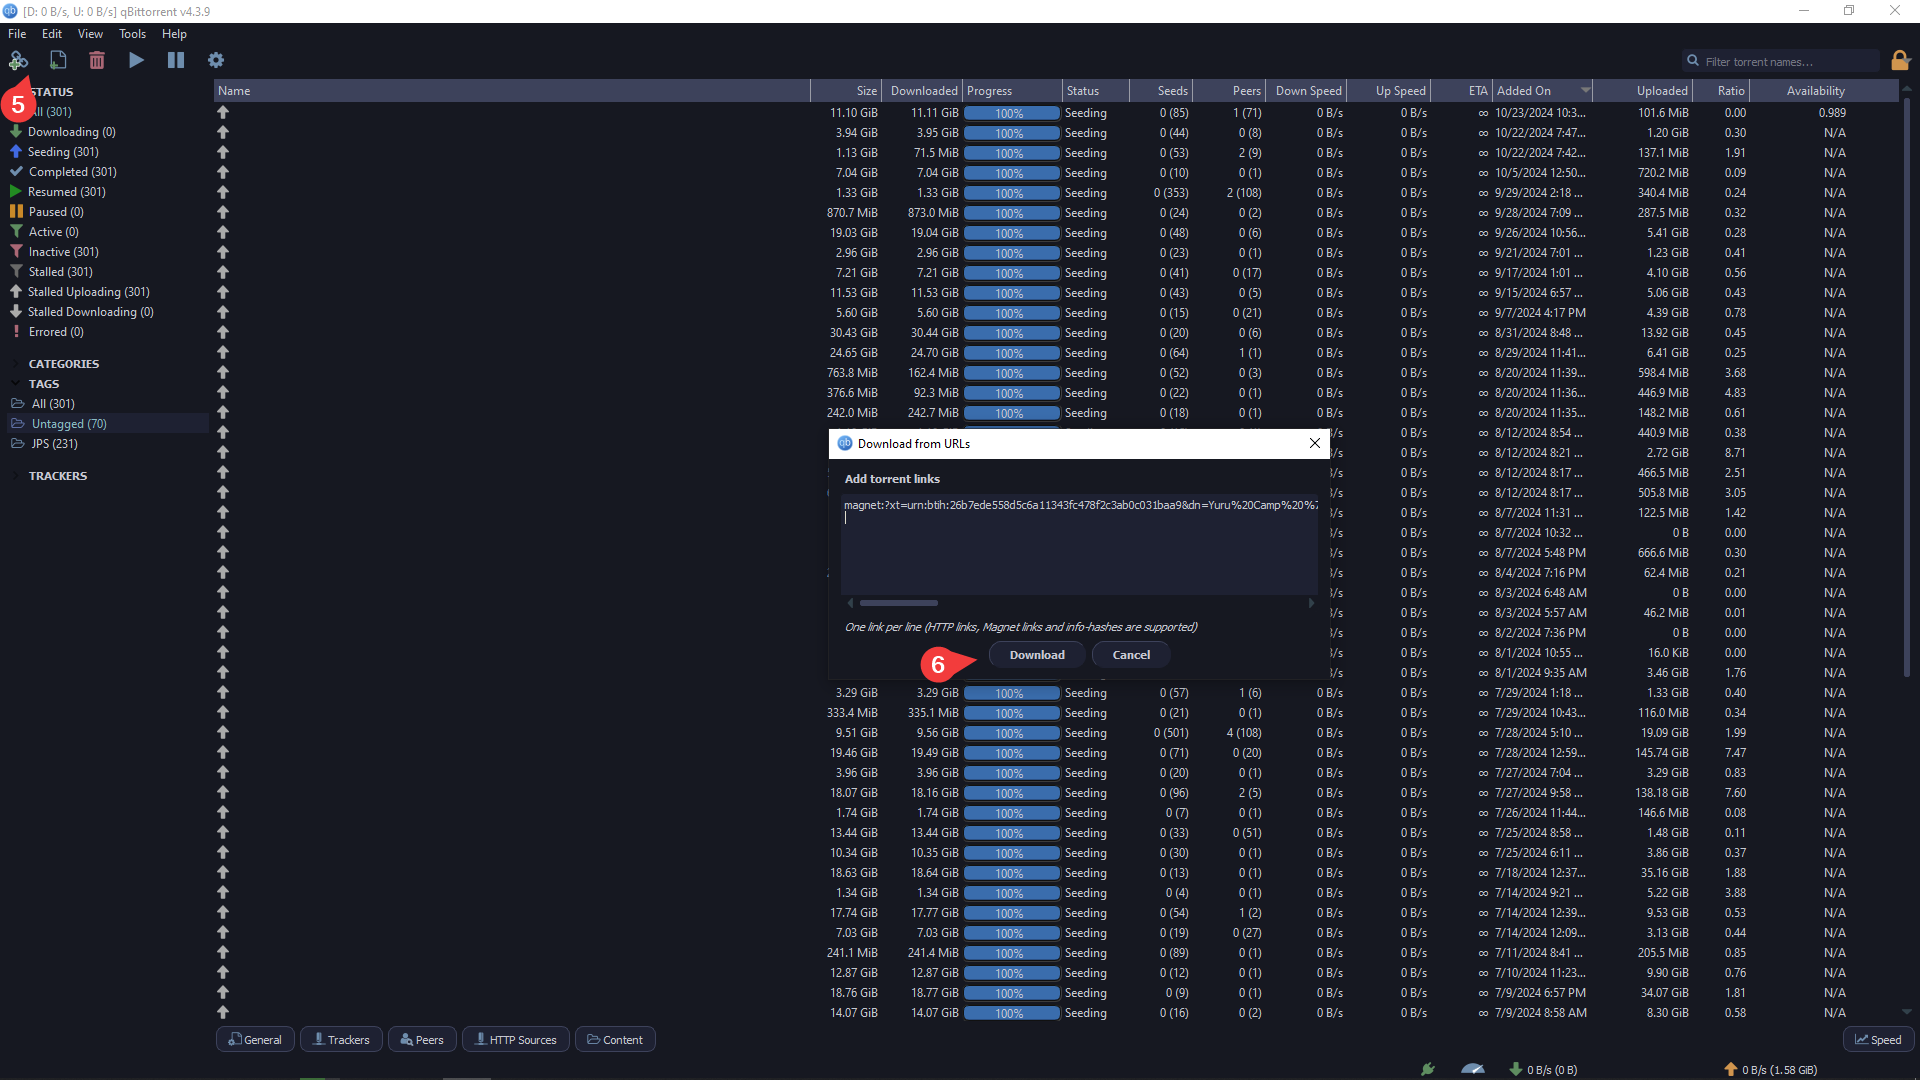 [D: 0 B/s, U: 0 B/s] qBittorrent v4.3.9
File Edit View Tools Help
Filter torrent names...
5
STATUS
All (301)
Downloading (0)
Seeding (301)
Completed (301)
Resumed (301)
Paused (0)
Active (0)
Inactive (301)
Stalled (301)
Stalled Uploading (301)
Stalled Downloading (0)
Errored (0)
CATEGORIES
TAGS
All (301)
Untagged (70)
JPS (231)
TRACKERS
Name Size Downloaded Progress Status Seeds Peers Down Speed Up Speed ETA Added On Uploaded Ratio Availability
11.10 GiB 11.11 GiB 100% Seeding 0 (85) 1 (71) 0 B/s 0 B/s ∞ 10/23/2024 10:3... 101.6 MiB 0.00 0.989
3.94 GiB 3.95 GiB 100% Seeding 0 (44) 0 (8) 0 B/s 0 B/s ∞ 10/22/2024 7:47... 1.20 GiB 0.30 N/A
1.13 GiB 71.5 MiB 100% Seeding 0 (53) 2 (9) 0 B/s 0 B/s ∞ 10/22/2024 7:42... 137.1 MiB 1.91 N/A
7.04 GiB 7.04 GiB 100% Seeding 0 (10) 0 (1) 0 B/s 0 B/s ∞ 10/5/2024 12:50... 720.2 MiB 0.09 N/A
1.33 GiB 1.33 GiB 100% Seeding 0 (353) 2 (108) 0 B/s 0 B/s ∞ 9/29/2024 2:18 ... 340.4 MiB 0.24 N/A
870.7 MiB 873.0 MiB 100% Seeding 0 (24) 0 (2) 0 B/s 0 B/s ∞ 9/28/2024 7:09 ... 287.5 MiB 0.32 N/A
19.03 GiB 19.04 GiB 100% Seeding 0 (48) 0 (6) 0 B/s 0 B/s ∞ 9/26/2024 10:56... 5.41 GiB 0.28 N/A
2.96 GiB 2.96 GiB 100% Seeding 0 (23) 0 (1) 0 B/s 0 B/s ∞ 9/21/2024 7:01 ... 1.23 GiB 0.41 N/A
7.21 GiB 7.21 GiB 100% Seeding 0 (41) 0 (17) 0 B/s 0 B/s ∞ 9/17/2024 1:01 ... 4.10 GiB 0.56 N/A
11.53 GiB 11.53 GiB 100% Seeding 0 (43) 0 (5) 0 B/s 0 B/s ∞ 9/15/2024 6:57 ... 5.06 GiB 0.43 N/A
5.60 GiB 5.60 GiB 100% Seeding 0 (15) 0 (21) 0 B/s 0 B/s ∞ 9/7/2024 4:17 PM 4.39 GiB 0.78 N/A
30.43 GiB 30.44 GiB 100% Seeding 0 (20) 0 (6) 0 B/s 0 B/s ∞ 8/31/2024 8:48 ... 13.92 GiB 0.45 N/A
24.65 GiB 24.70 GiB 100% Seeding 0 (64) 1 (1) 0 B/s 0 B/s ∞ 8/29/2024 11:41... 6.41 GiB 0.25 N/A
763.8 MiB 162.4 MiB 100% Seeding 0 (52) 0 (3) 0 B/s 0 B/s ∞ 8/20/2024 11:39... 598.4 MiB 3.68 N/A
376.6 MiB 92.3 MiB 100% Seeding 0 (22) 0 (1) 0 B/s 0 B/s ∞ 8/20/2024 11:36... 446.9 MiB 4.83 N/A
242.0 MiB 242.7 MiB 100% Seeding 0 (18) 0 (1) 0 B/s 0 B/s ∞ 8/20/2024 11:35... 148.2 MiB 0.61 N/A
0 B/s ∞ 8/12/2024 8:54 ... 440.9 MiB 0.38 N/A
0 B/s ∞ 8/12/2024 8:21 ... 2.72 GiB 8.71 N/A
0 B/s ∞ 8/12/2024 8:17 ... 466.5 MiB 2.51 N/A
0 B/s ∞ 8/12/2024 8:17 ... 505.8 MiB 3.05 N/A
0 B/s ∞ 8/7/2024 11:31 ... 122.5 MiB 1.42 N/A
0 B/s ∞ 8/7/2024 10:32 ... 0 B 0.00 N/A
0 B/s ∞ 8/7/2024 5:48 PM 666.6 MiB 0.30 N/A
0 B/s ∞ 8/4/2024 7:16 PM 62.4 MiB 0.21 N/A
0 B/s ∞ 8/3/2024 6:48 AM 0 B 0.00 N/A
0 B/s ∞ 8/3/2024 5:57 AM 46.2 MiB 0.01 N/A
0 B/s ∞ 8/2/2024 7:36 PM 0 B 0.00 N/A
0 B/s ∞ 8/1/2024 10:55 ... 16.0 KiB 0.00 N/A
0 B/s ∞ 8/1/2024 9:35 AM 3.46 GiB 1.76 N/A
3.29 GiB 3.29 GiB 100% Seeding 0 (57) 1 (6) 0 B/s 0 B/s ∞ 7/29/2024 1:18 ... 1.33 GiB 0.40 N/A
333.4 MiB 335.1 MiB 100% Seeding 0 (21) 0 (1) 0 B/s 0 B/s ∞ 7/29/2024 10:43... 116.0 MiB 0.34 N/A
9.51 GiB 9.56 GiB 100% Seeding 0 (501) 4 (108) 0 B/s 0 B/s ∞ 7/28/2024 5:10 ... 19.09 GiB 1.99 N/A
19.46 GiB 19.49 GiB 100% Seeding 0 (71) 0 (20) 0 B/s 0 B/s ∞ 7/28/2024 12:59... 145.74 GiB 7.47 N/A
3.96 GiB 3.96 GiB 100% Seeding 0 (20) 0 (1) 0 B/s 0 B/s ∞ 7/27/2024 7:04 ... 3.29 GiB 0.83 N/A
18.07 GiB 18.16 GiB 100% Seeding 0 (96) 2 (5) 0 B/s 0 B/s ∞ 7/27/2024 9:58 ... 138.18 GiB 7.60 N/A
1.74 GiB 1.74 GiB 100% Seeding 0 (7) 0 (1) 0 B/s 0 B/s ∞ 7/26/2024 11:44... 146.6 MiB 0.08 N/A
13.44 GiB 13.44 GiB 100% Seeding 0 (33) 0 (51) 0 B/s 0 B/s ∞ 7/25/2024 8:58 ... 1.48 GiB 0.11 N/A
10.34 GiB 10.35 GiB 100% Seeding 0 (30) 0 (1) 0 B/s 0 B/s ∞ 7/25/2024 6:11 ... 3.86 GiB 0.37 N/A
18.63 GiB 18.64 GiB 100% Seeding 0 (13) 0 (1) 0 B/s 0 B/s ∞ 7/18/2024 12:37... 35.16 GiB 1.88 N/A
1.34 GiB 1.34 GiB 100% Seeding 0 (4) 0 (1) 0 B/s 0 B/s ∞ 7/14/2024 9:21 ... 5.22 GiB 3.88 N/A
17.74 GiB 17.77 GiB 100% Seeding 0 (54) 1 (2) 0 B/s 0 B/s ∞ 7/14/2024 12:39... 9.53 GiB 0.53 N/A
7.03 GiB 7.03 GiB 100% Seeding 0 (19) 0 (27) 0 B/s 0 B/s ∞ 7/14/2024 12:09... 3.13 GiB 0.44 N/A
241.1 MiB 241.4 MiB 100% Seeding 0 (89) 0 (1) 0 B/s 0 B/s ∞ 7/11/2024 8:41 ... 205.5 MiB 0.85 N/A
12.87 GiB 12.87 GiB 100% Seeding 0 (12) 0 (1) 0 B/s 0 B/s ∞ 7/10/2024 11:23... 9.90 GiB 0.76 N/A
18.76 GiB 18.77 GiB 100% Seeding 0 (9) 0 (1) 0 B/s 0 B/s ∞ 7/9/2024 6:57 PM 34.07 GiB 1.81 N/A
14.07 GiB 14.07 GiB 100% Seeding 0 (16) 0 (2) 0 B/s 0 B/s ∞ 7/9/2024 8:58 AM 8.30 GiB 0.58 N/A
Download from URLs
Add torrent links
magnet:?xt=urn:btih:26b7ede558d5c6a11343fc478f2c3ab0c031baa9&dn=Yuru%20Camp%20%7
One link per line (HTTP links, Magnet links and info-hashes are supported)
6
Download Cancel
General Trackers Peers HTTP Sources Content Speed
0 B/s (0 B) 0 B/s (1.58 GiB)